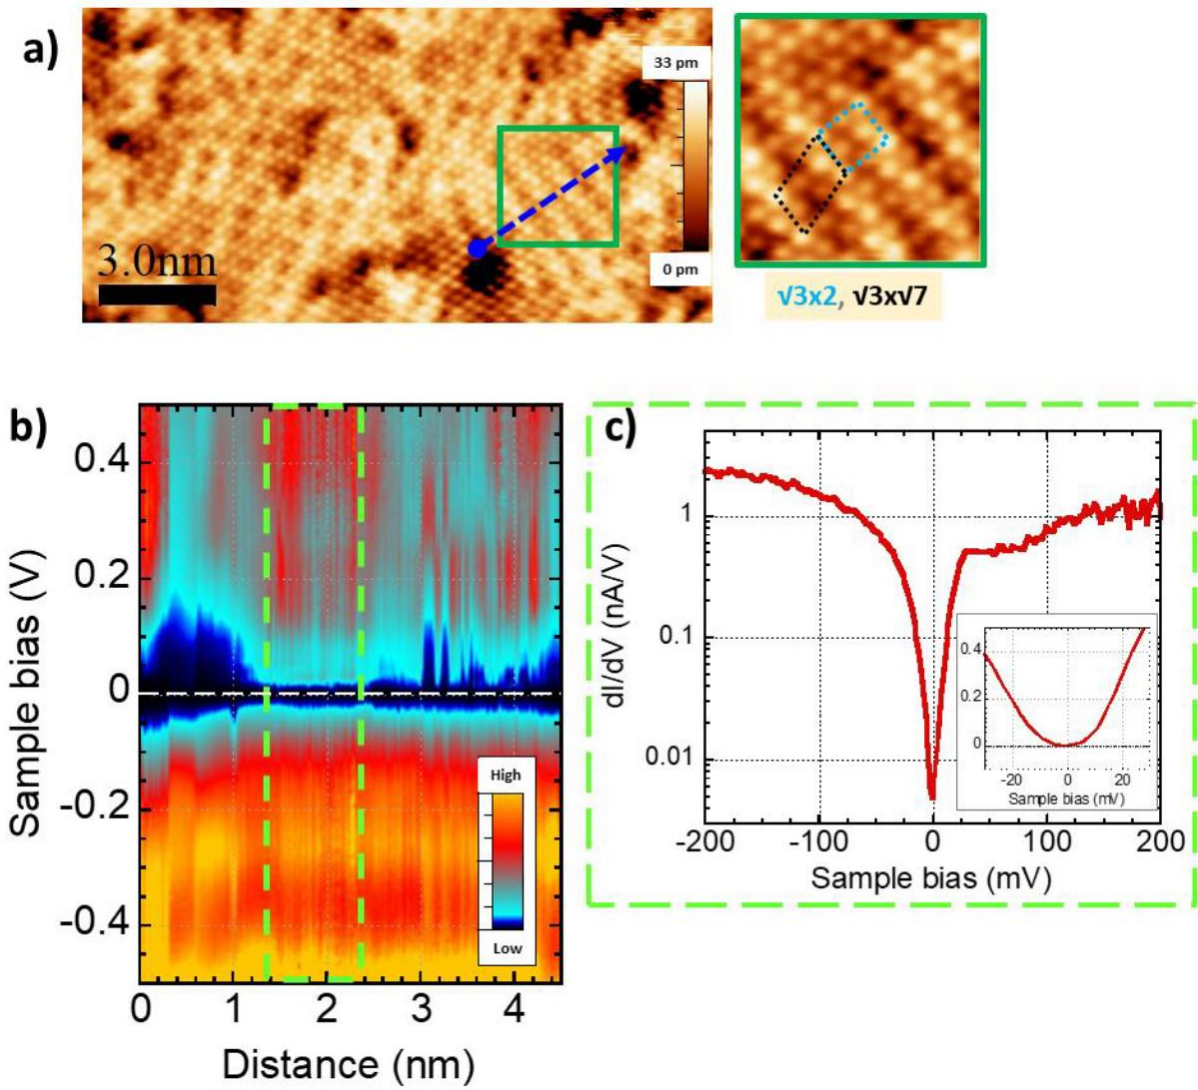 a)
33 pm
3.0nm
0 pm
√3x2, √3x√7
b)
0.4
0.2
0
-0.2
-0.4
Sample bias (V)
High
Low
0 1 2 3 4
Distance (nm)
c)
1
0.1
0.01
dI/dV (nA/V)
0.4
0.2
0
-20 0 20
Sample bias (mV)
-200 -100 0 100 200
Sample bias (mV)